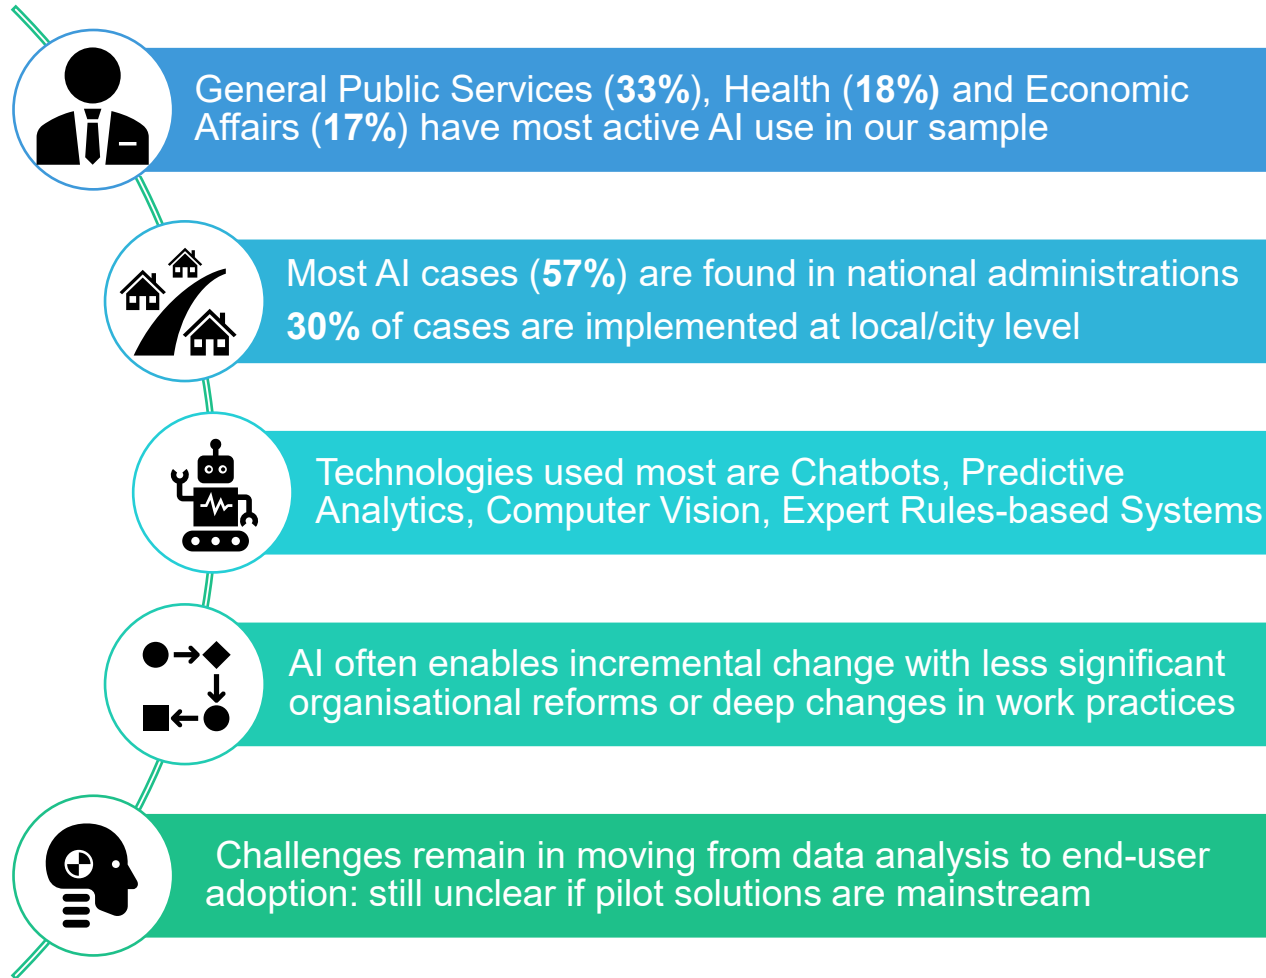 General Public Services (33%), Health (18%) and Economic
Affairs (17%) have most active AI use in our sample
Most AI cases (57%) are found in national administrations
30% of cases are implemented at local/city level
Technologies used most are Chatbots, Predictive
Analytics, Computer Vision, Expert Rules-based Systems
AI often enables incremental change with less significant
organisational reforms or deep changes in work practices
Challenges remain in moving from data analysis to end-user
adoption: still unclear if pilot solutions are mainstream